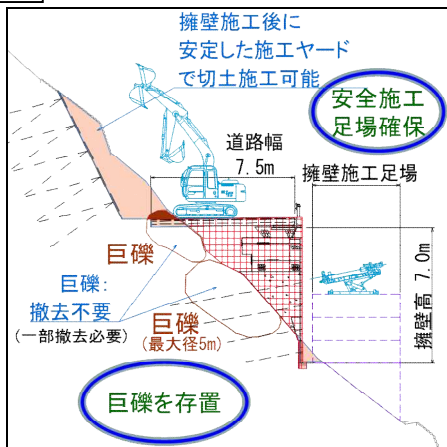 擁壁施工後に
安定した施工ヤード
で切土施工可能
安全施工
足場確保
道路幅
7.5m
擁壁施工足場
巨礫
巨礫:
撤去不要
(一部撤去必要)
巨礫
(最大径5m)
擁壁高 7.0m
巨礫を存置